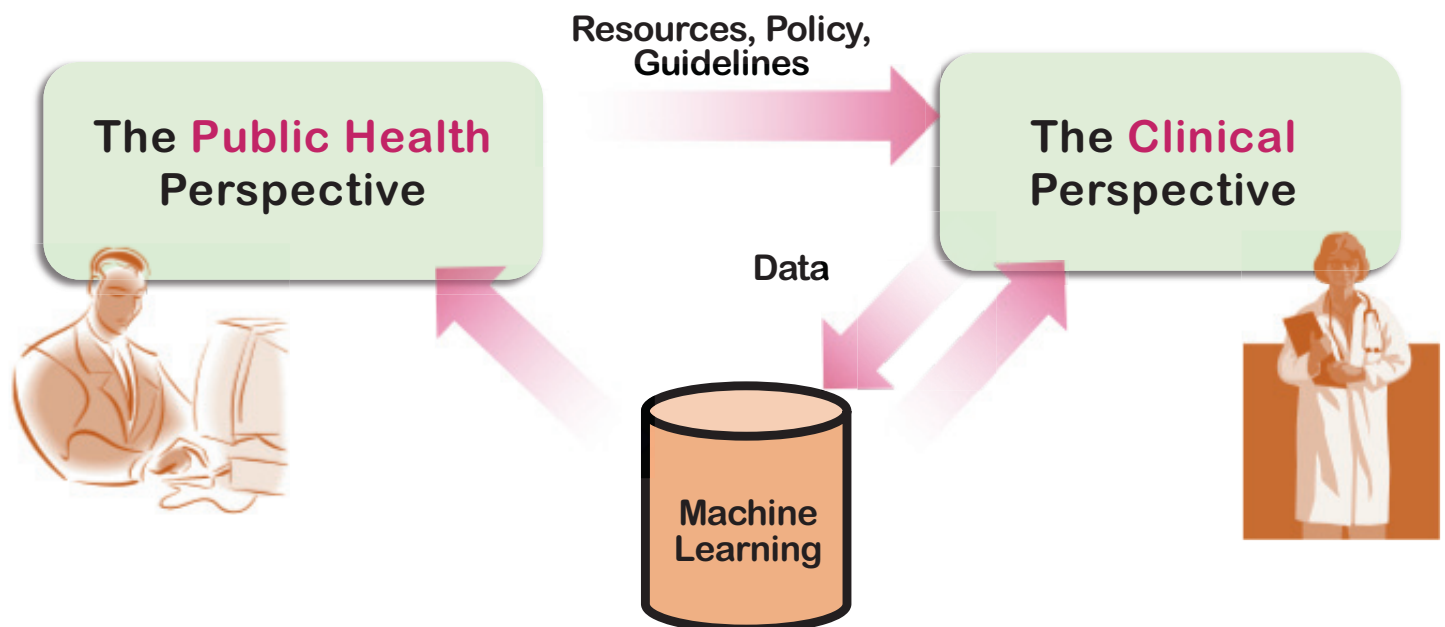 Resources, Policy,
Guidelines
The Public Health
Perspective
The Clinical
Perspective
Data
Machine
Learning